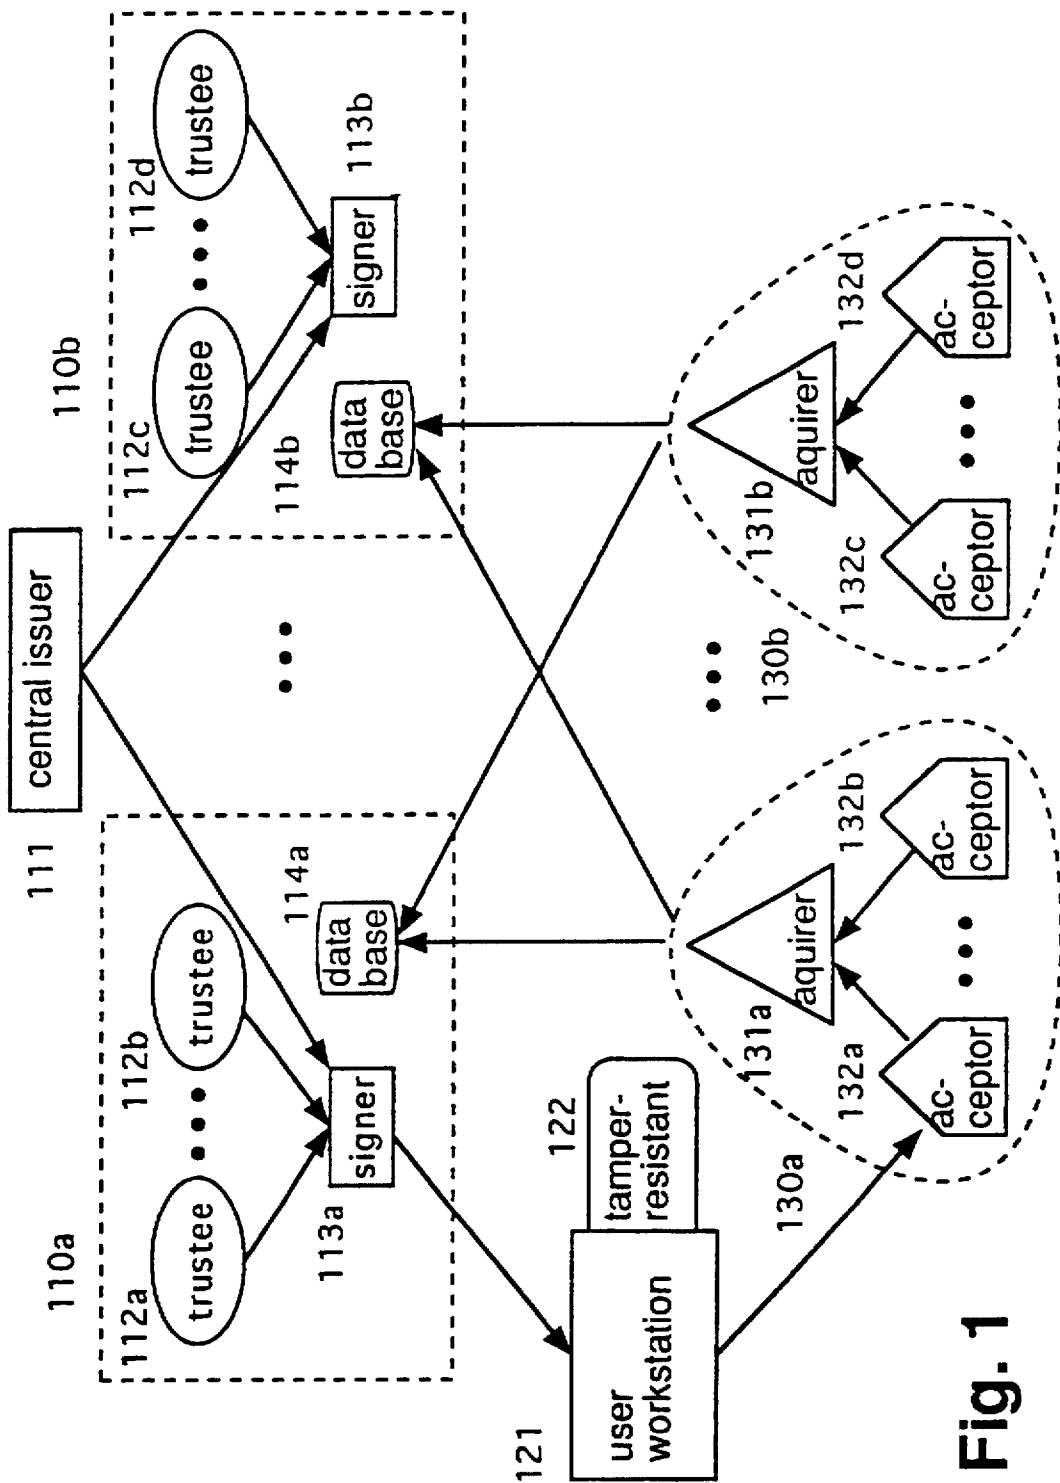 111
central issuer
110a
112a
trustee
112b
trustee
113a
signer
114a
data
base
110b
112c
trustee
112d
trustee
114b
data
base
signer
113b
121
user
workstation
122
tamper-
resistant
130a
131a
aquirer
132a
ac-
ceptor
132b
ac-
ceptor
130b
131b
aquirer
132c
ac-
ceptor
132d
ac-
ceptor
Fig. 1